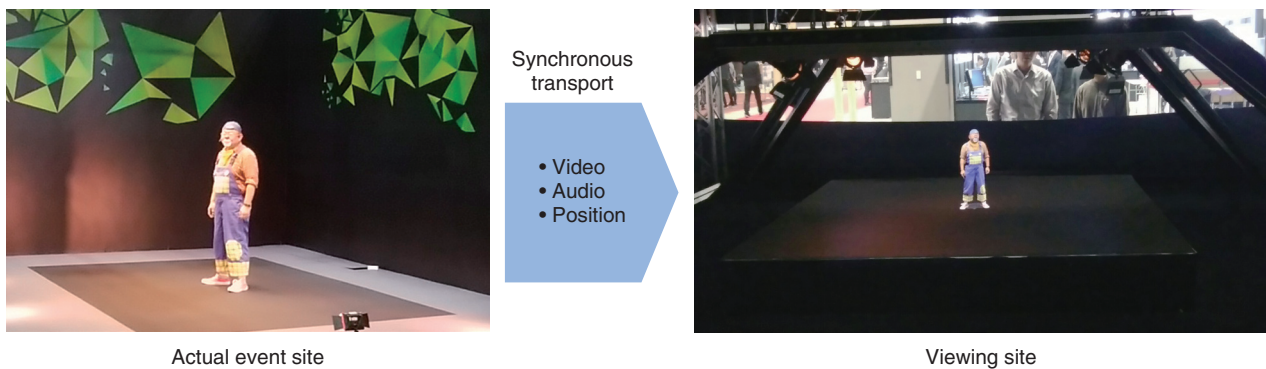 Synchronous
transport
• Video
• Audio
• Position
Actual event site
Viewing site